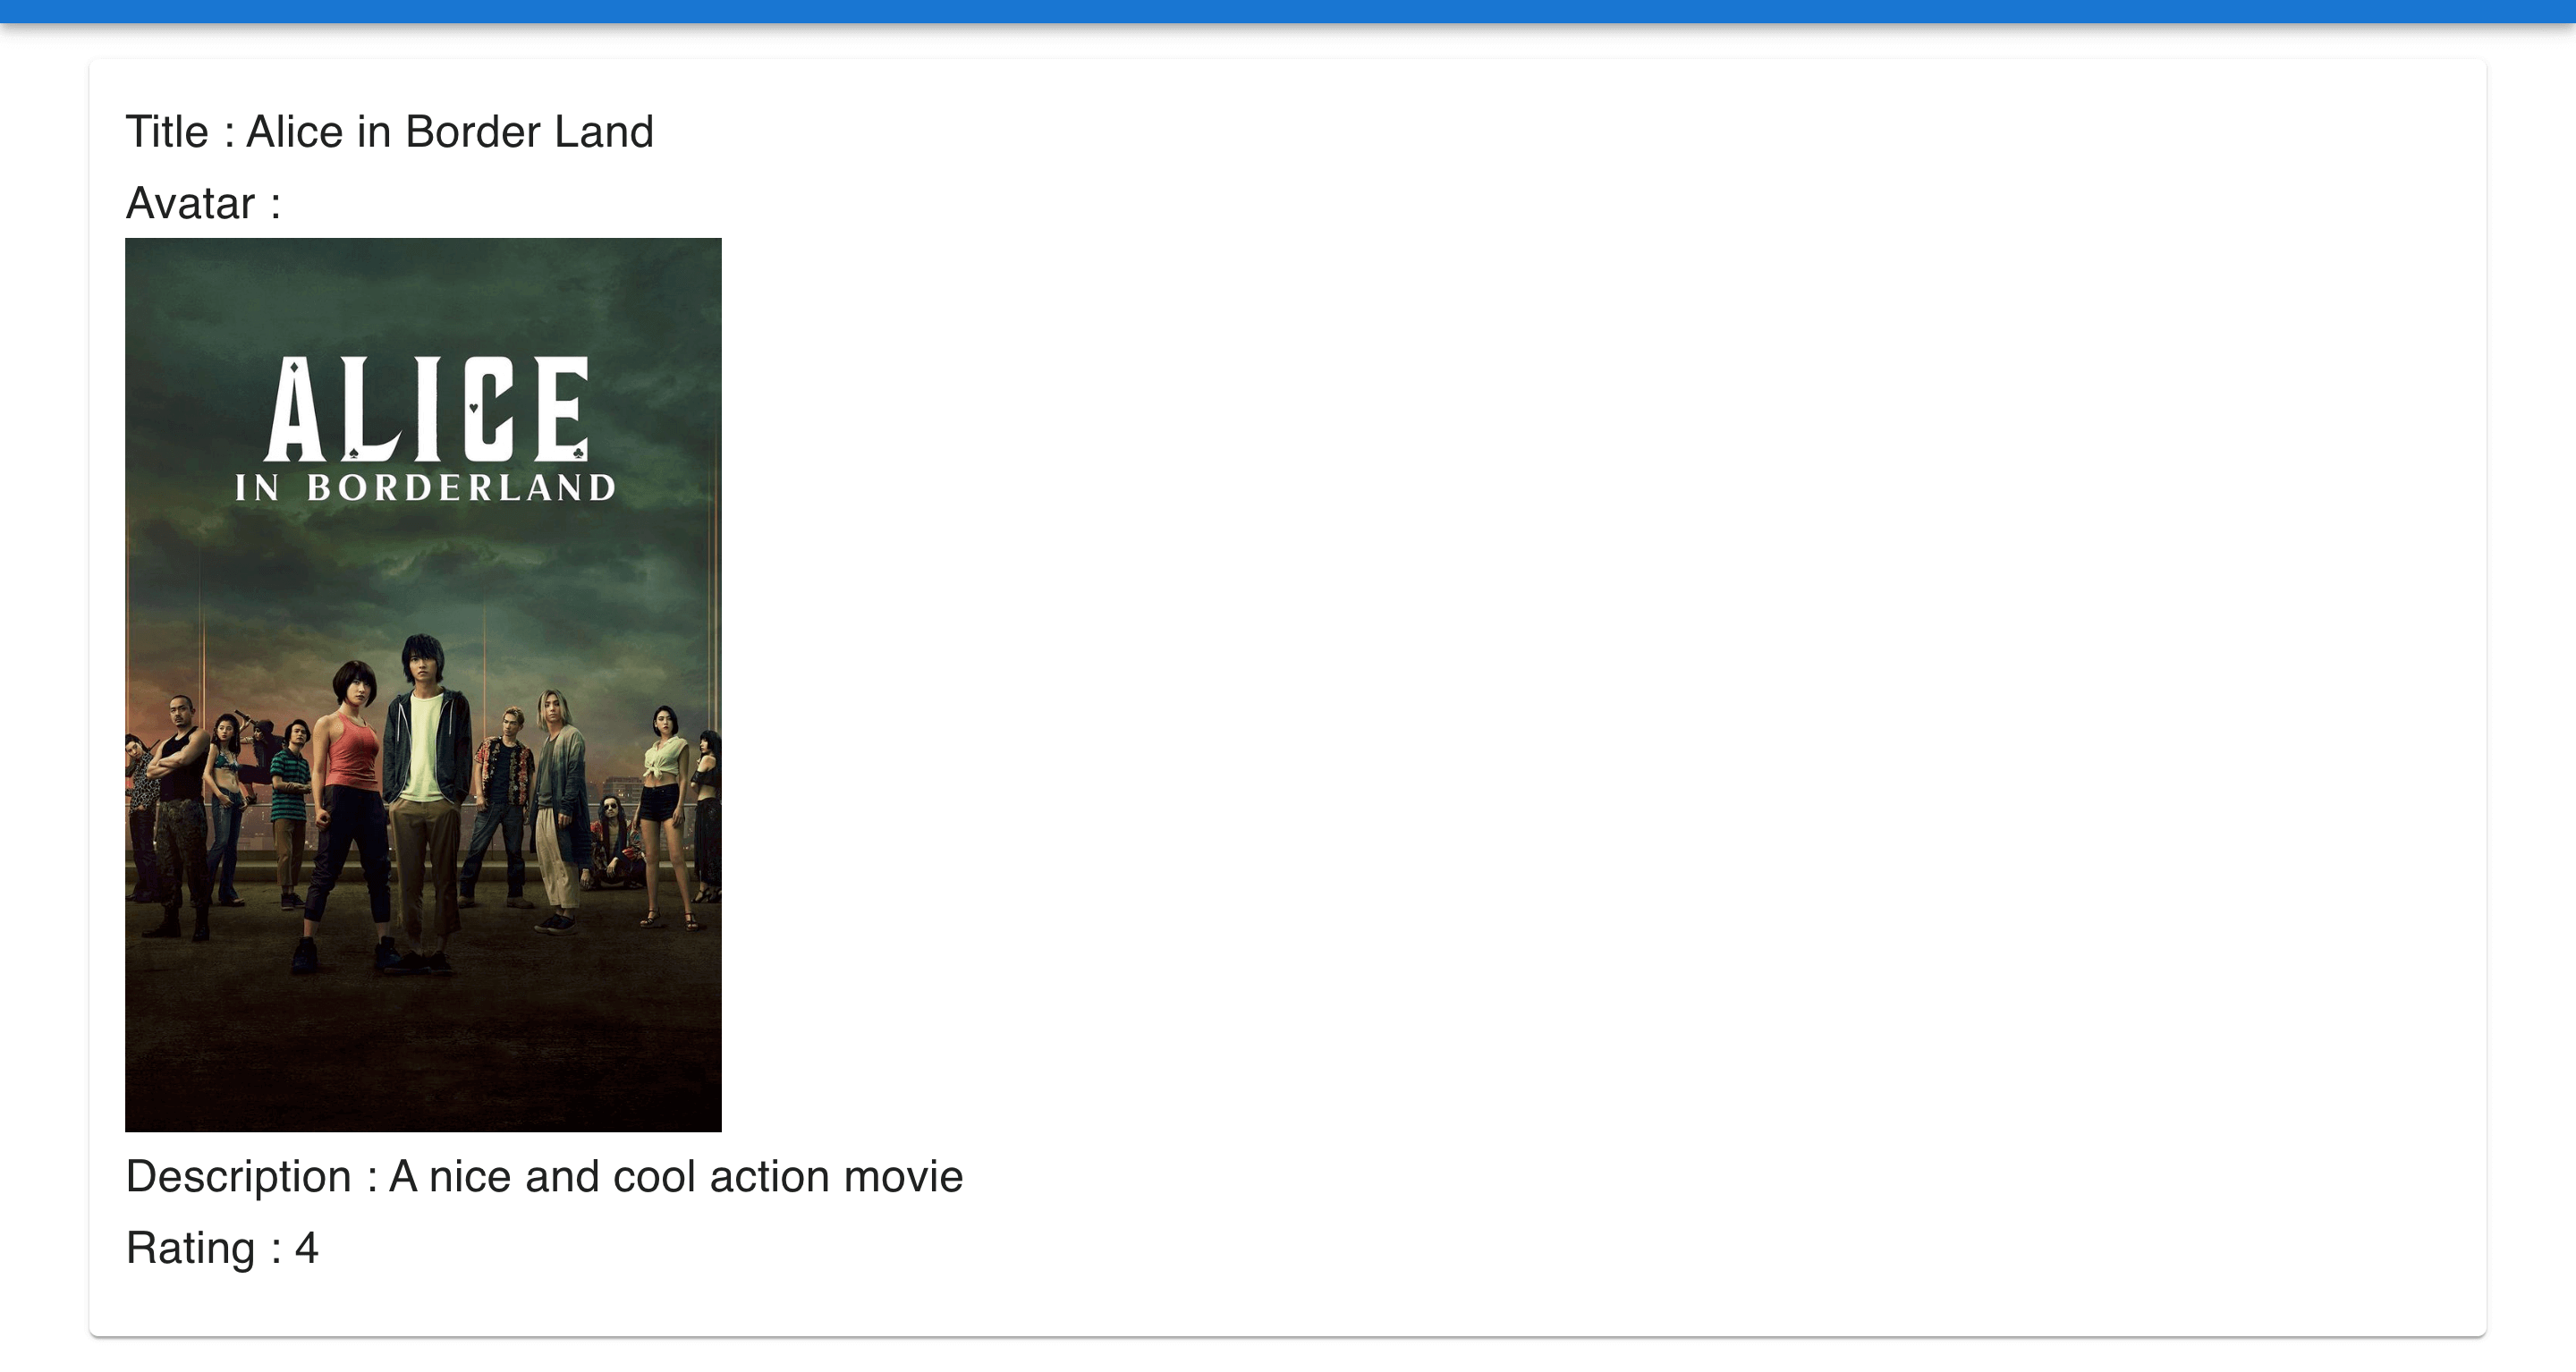 Title : Alice in Border Land
Avatar :
ALICE
IN BORDERLAND
Description : A nice and cool action movie
Rating : 4